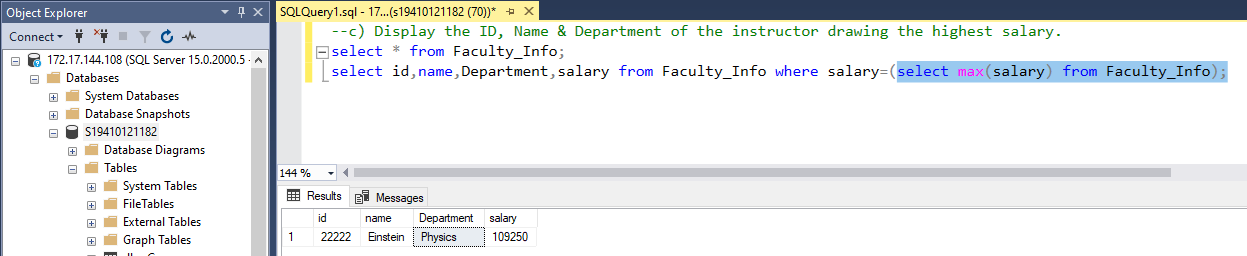 Object Explorer
Connect
172.17.144.108 (SQL Server 15.0.2000.5 -
Databases
System Databases
Database Snapshots
S19410121182
Database Diagrams
Tables
System Tables
FileTables
External Tables
Graph Tables
SQLQuery1.sql - 17...(s19410121182 (70))*
--c) Display the ID, Name & Department of the instructor drawing the highest salary.
select * from Faculty_Info;
select id,name,Department,salary from Faculty_Info where salary=(select max(salary) from Faculty_Info);
144 %
Results Messages
id name Department salary
1 22222 Einstein Physics 109250